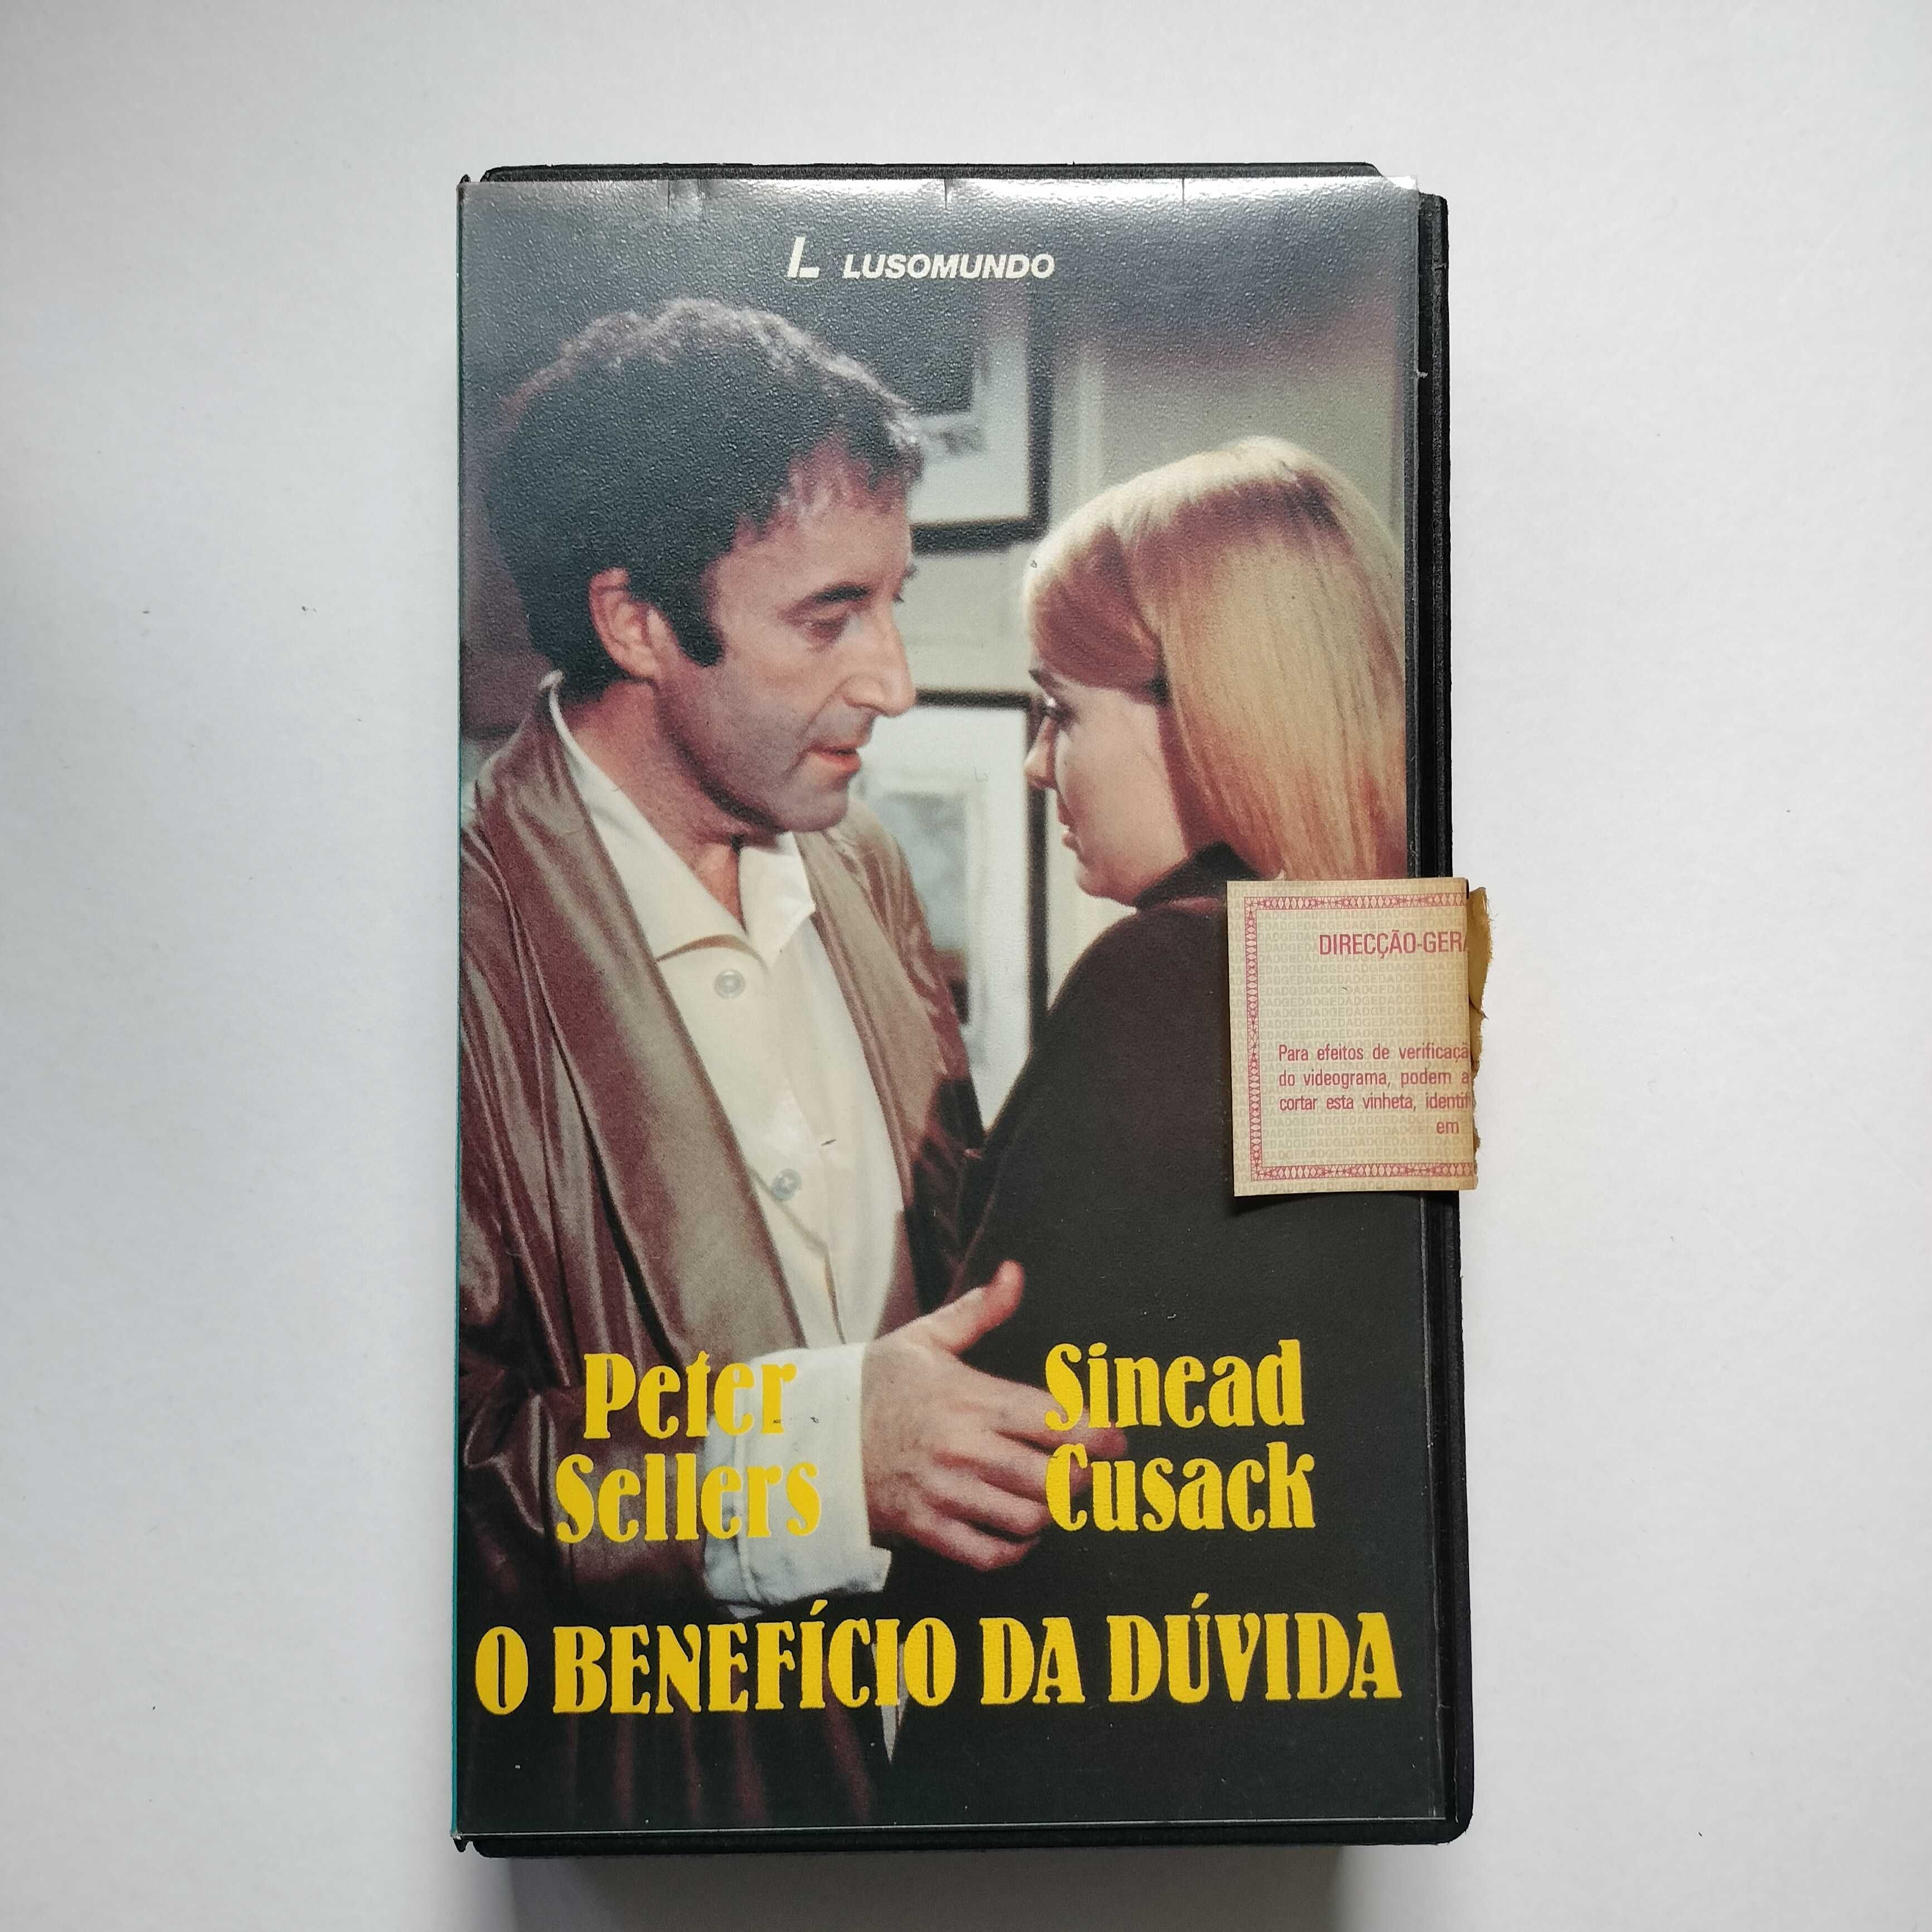 L LUSOMUNDO
DIRECÇÃO-GERA
Para efeitos de verificaçã
do videograma, podem a
cortar esta vinheta, identif
em
Peter
Sellers
Sinead
Cusack
O BENEFÍCIO DA DÚVIDA